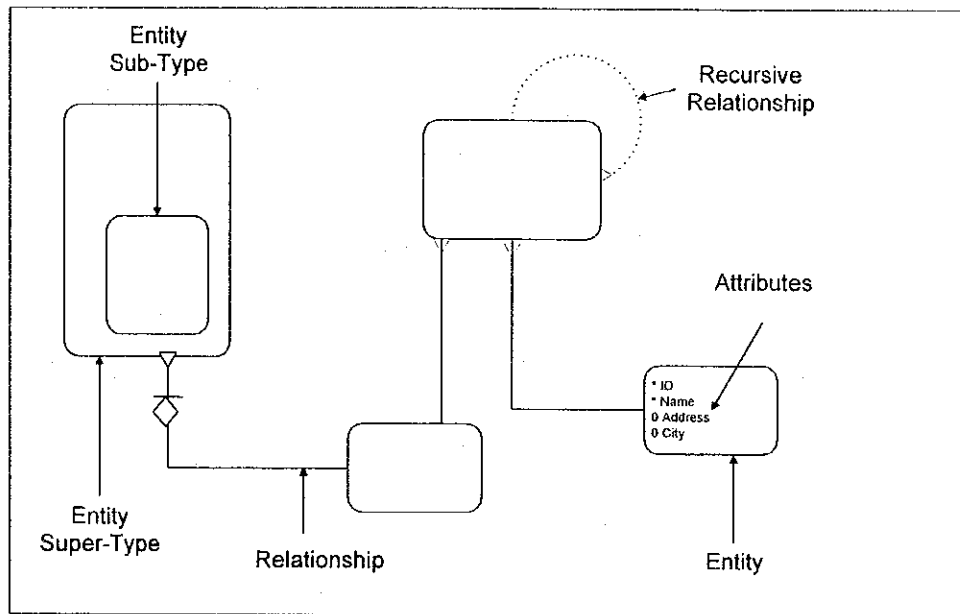 Entity
Sub-Type
Recursive
Relationship
Attributes
* ID
* Name
0 Address
0 City
Entity
Super-Type
Relationship
Entity